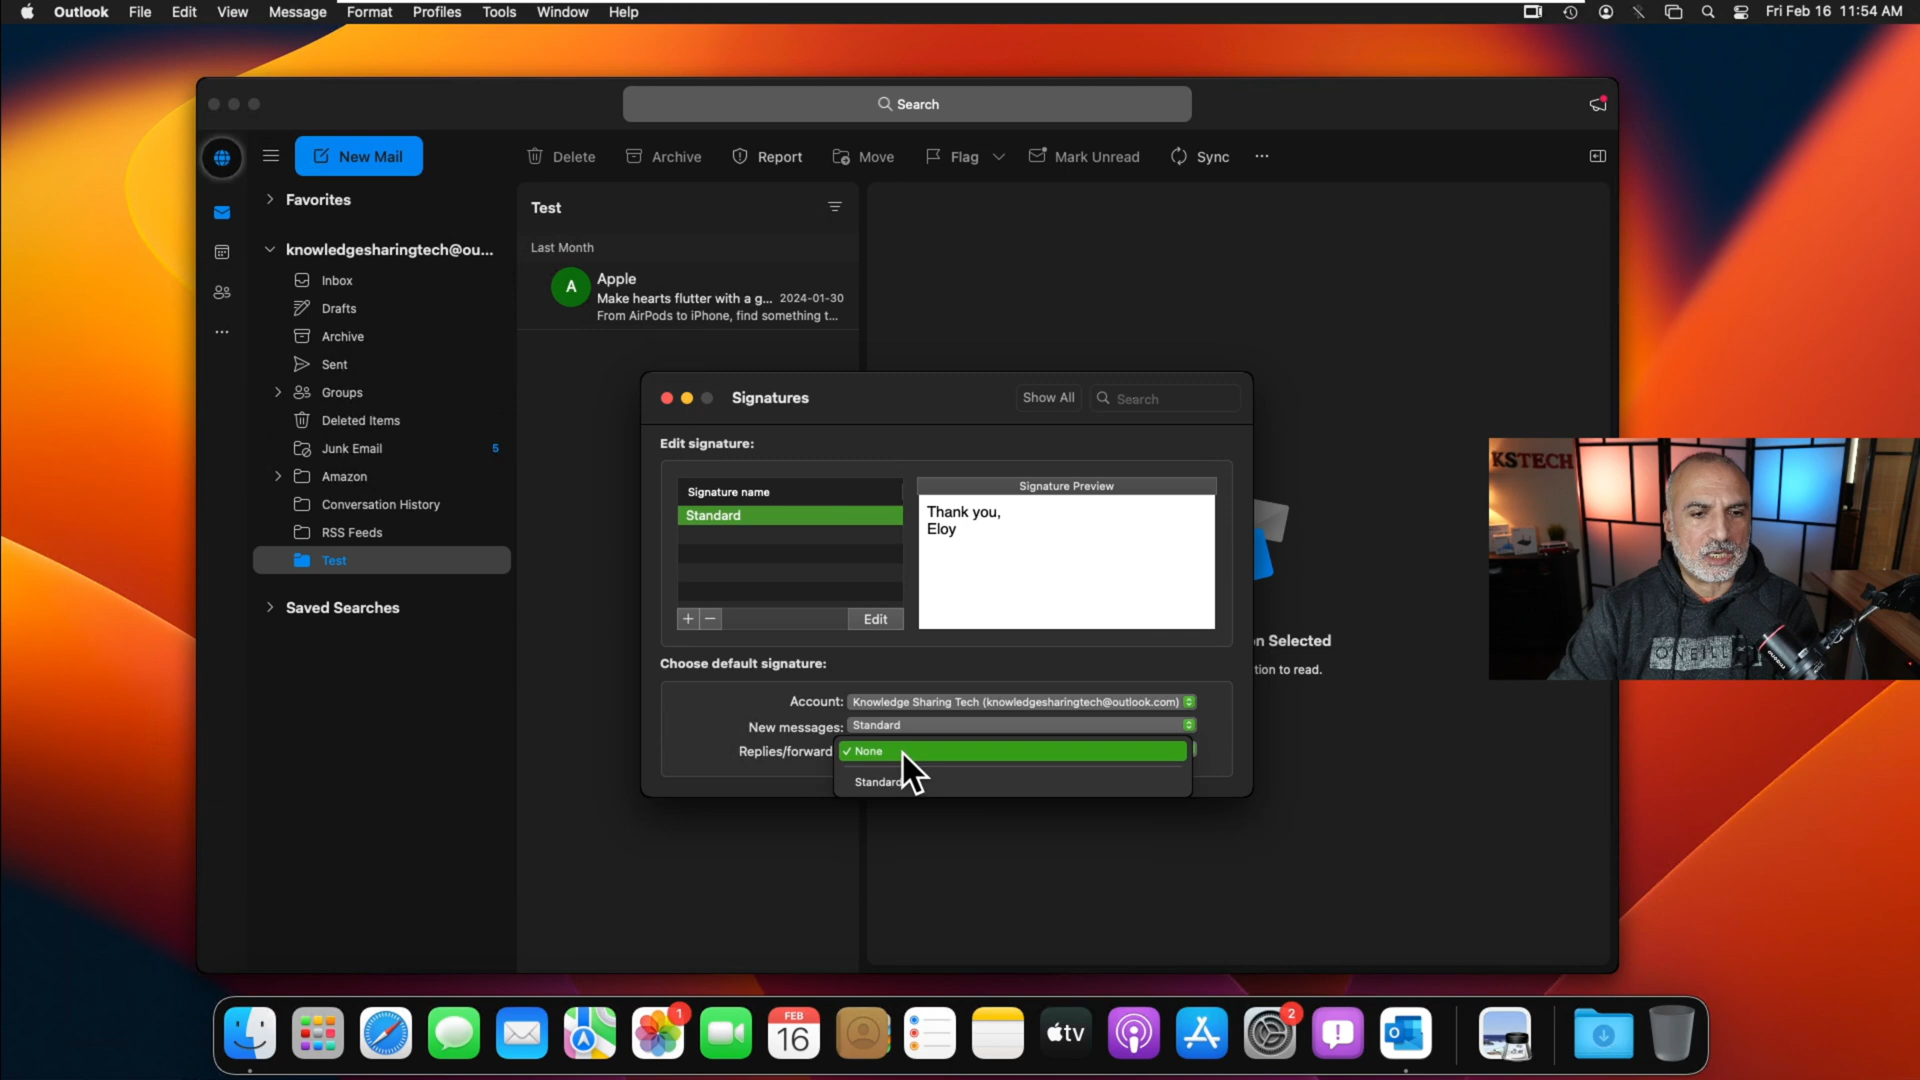 Outlook File Edit View Message Format Profiles Tools Window Help
Fri Feb 16 11:54 AM
Search
New Mail
Delete Archive Report Move Flag Mark Unread Sync
Favorites
knowledgesharingtech@ou...
Inbox
Drafts
Archive
Sent
Groups
Deleted Items
Junk Email 5
Amazon
Conversation History
RSS Feeds
Test
Saved Searches
Test
Last Month
A
Apple
Make hearts flutter with a g... 2024-01-30
From AirPods to iPhone, find something t...
Signatures
Show All
Search
Edit signature:
Signature name
Standard
Edit
Signature Preview
Thank you,
Eloy
Choose default signature:
Account: Knowledge Sharing Tech (knowledgesharingtech@outlook.com)
New messages: Standard
Replies/forward
None
Standard
n Selected
tion to read.
KSTECH
O'NEILL
1
FEB
16
tv
2